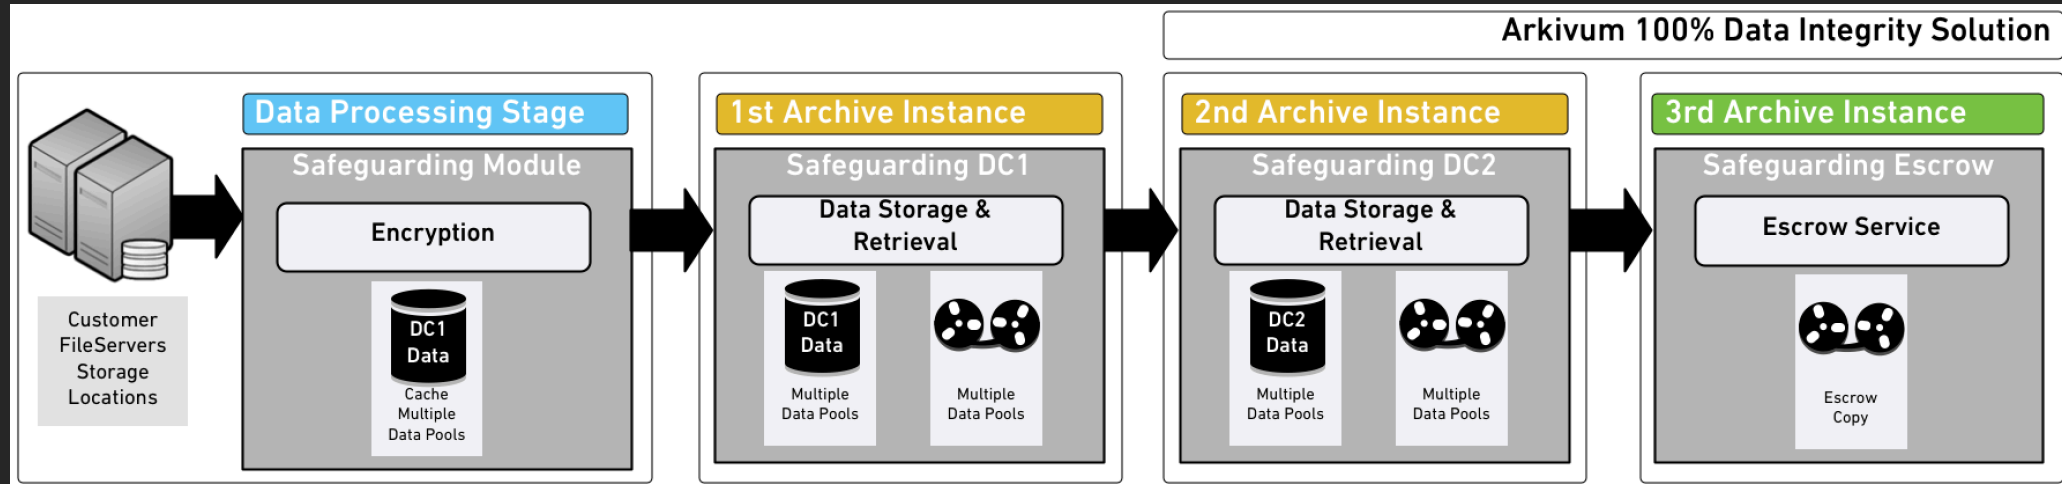 Arkivum 100% Data Integrity Solution
Data Processing Stage
Safeguarding Module
Encryption
DC1
Data
Cache
Multiple
Data Pools
Customer
FileServers
Storage
Locations
1st Archive Instance
Safeguarding DC1
Data Storage &
Retrieval
DC1
Data
Multiple
Data Pools
Multiple
Data Pools
2nd Archive Instance
Safeguarding DC2
Data Storage &
Retrieval
DC2
Data
Multiple
Data Pools
Multiple
Data Pools
3rd Archive Instance
Safeguarding Escrow
Escrow Service
Escrow
Copy